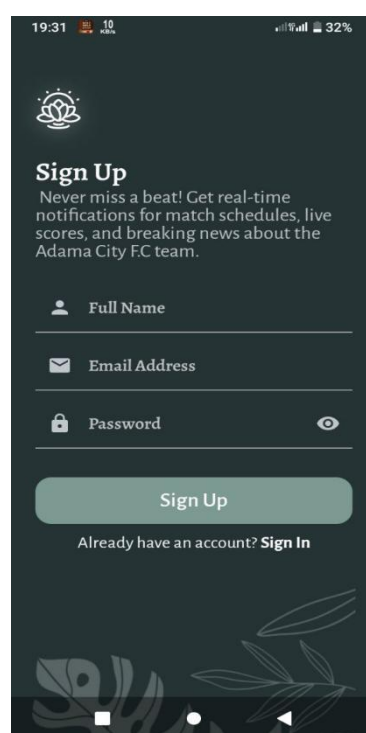 19:31 10 KB/s 32%
Sign Up
Never miss a beat! Get real-time
notifications for match schedules, live
scores, and breaking news about the
Adama City F.C team.
Full Name
Email Address
Password
Sign Up
Already have an account? Sign In